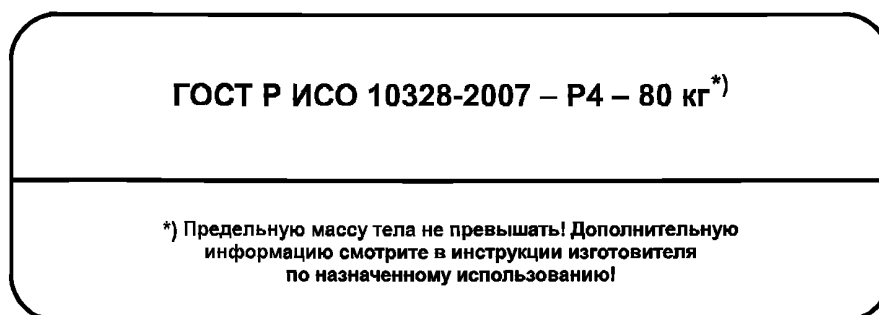 ГОСТ Р ИСО 10328-2007 – Р4 – 80 кг*)
*) Предельную массу тела не превышать! Дополнительную
информацию смотрите в инструкции изготовителя
по назначенному использованию!